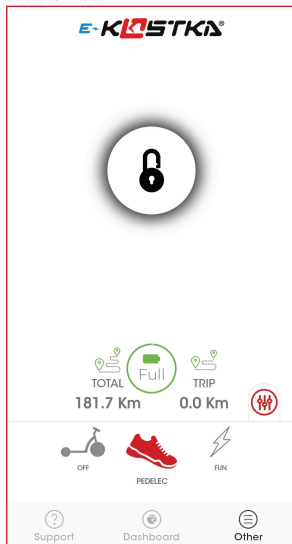 E-KOSTKA®
Full
TOTAL
TRIP
181.7 Km
0.0 Km
OFF
PEDELEC
FUN
Support
Dashboard
Other